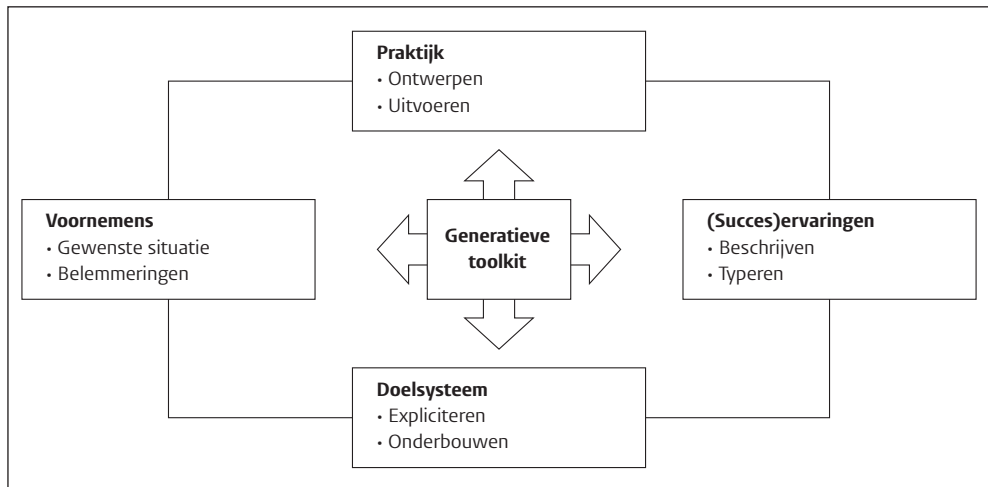 Praktijk
• Ontwerpen
• Uitvoeren
Voornemens
• Gewenste situatie
• Belemmeringen
Generatieve
toolkit
(Succes)ervaringen
• Beschrijven
• Typeren
Doelsysteem
• Expliciteren
• Onderbouwen